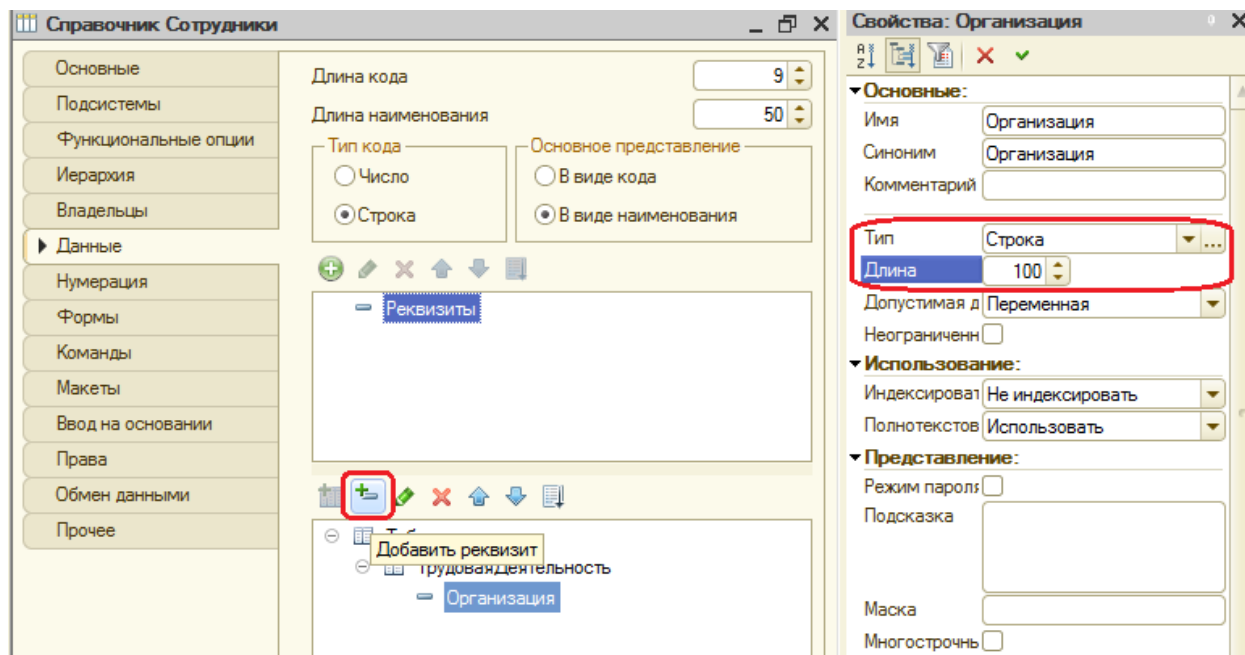 Справочник Сотрудники
Основные
Подсистемы
Функциональные опции
Иерархия
Владельцы
Данные
Нумерация
Формы
Команды
Макеты
Ввод на основании
Права
Обмен данными
Прочее
Длина кода 9
Длина наименования 50
Тип кода
Число
Строка
Основное представление
В виде кода
В виде наименования
Реквизиты
Добавить реквизит
ТрудоваяДеятельность
Организация
Свойства: Организация
Основные:
Имя Организация
Синоним Организация
Комментарий
Тип Строка ...
Длина 100
Допустимая д Переменная
Неограниченн
Использование:
Индексироват Не индексировать
Полнотекстов Использовать
Представление:
Режим пароля
Подсказка
Маска
Многострочнь